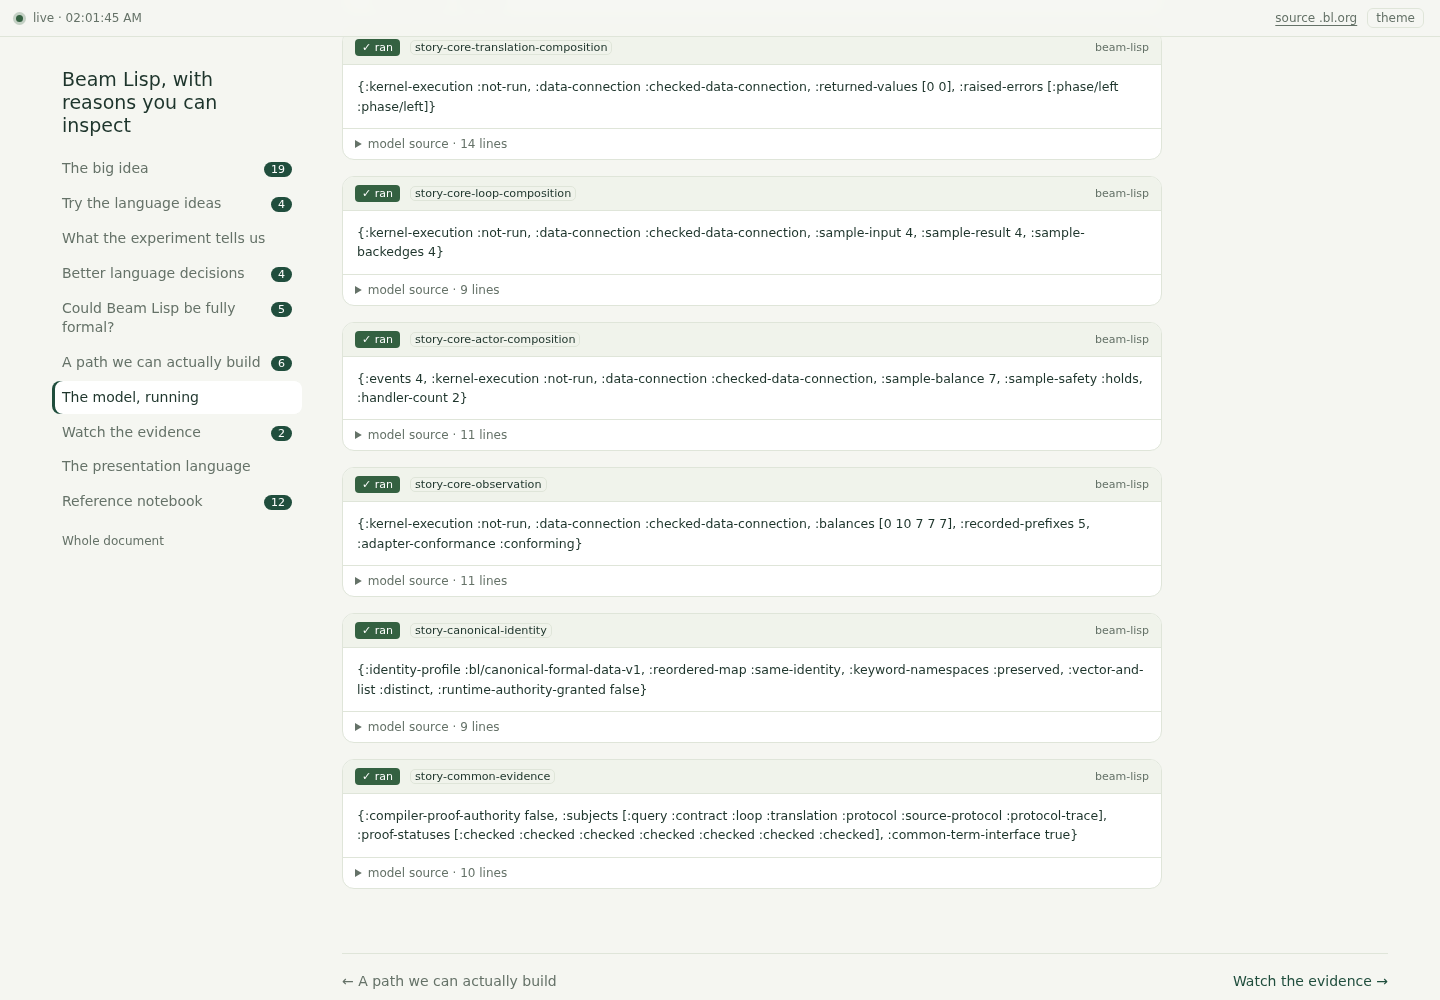 live · 02:01:45 AM
source .bl.org
theme
Beam Lisp, with
reasons you can
inspect
The big idea 19
Try the language ideas 4
What the experiment tells us
Better language decisions 4
Could Beam Lisp be fully 5
formal?
A path we can actually build 6
The model, running
Watch the evidence 2
The presentation language
Reference notebook 12
Whole document
✓ ran story-core-translation-composition beam-lisp
{:kernel-execution :not-run, :data-connection :checked-data-connection, :returned-values [0 0], :raised-errors [:phase/left
:phase/left]}
▶ model source · 14 lines
✓ ran story-core-loop-composition beam-lisp
{:kernel-execution :not-run, :data-connection :checked-data-connection, :sample-input 4, :sample-result 4, :sample-
backedges 4}
▶ model source · 9 lines
✓ ran story-core-actor-composition beam-lisp
{:events 4, :kernel-execution :not-run, :data-connection :checked-data-connection, :sample-balance 7, :sample-safety :holds,
:handler-count 2}
▶ model source · 11 lines
✓ ran story-core-observation beam-lisp
{:kernel-execution :not-run, :data-connection :checked-data-connection, :balances [0 10 7 7 7], :recorded-prefixes 5,
:adapter-conformance :conforming}
▶ model source · 11 lines
✓ ran story-canonical-identity beam-lisp
{:identity-profile :bl/canonical-formal-data-v1, :reordered-map :same-identity, :keyword-namespaces :preserved, :vector-and-
list :distinct, :runtime-authority-granted false}
▶ model source · 9 lines
✓ ran story-common-evidence beam-lisp
{:compiler-proof-authority false, :subjects [:query :contract :loop :translation :protocol :source-protocol :protocol-trace],
:proof-statuses [:checked :checked :checked :checked :checked :checked :checked], :common-term-interface true}
▶ model source · 10 lines
← A path we can actually build
Watch the evidence →